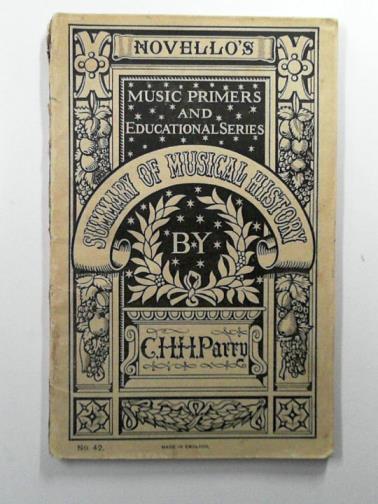 NOVELLO'S
MUSIC PRIMERS
AND
EDUCATIONAL SERIES
SUMMARY OF MUSICAL HISTORY
BY
C.H.H.Parry
No. 42.
MADE IN ENGLAND.